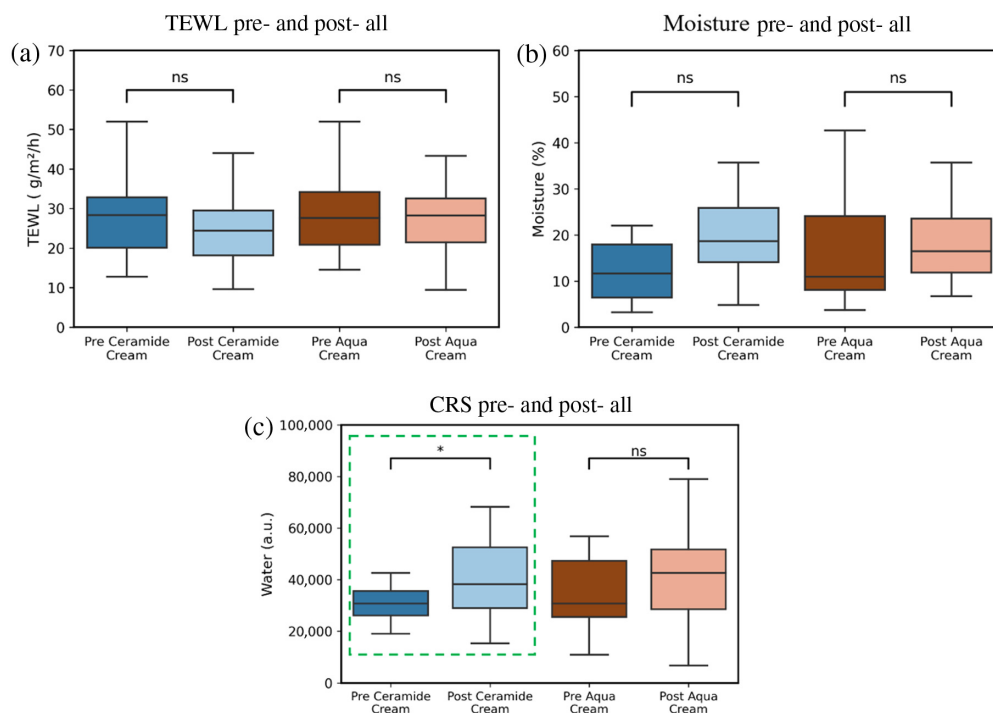 TEWL pre- and post- all
(a)
70
60
50
40
30
20
10
0
TEWL ( g/m²/h)
ns
ns
Pre Ceramide
Cream
Post Ceramide
Cream
Pre Aqua
Cream
Post Aqua
Cream
Moisture pre- and post- all
(b)
60
50
40
30
20
10
0
Moisture (%)
ns
ns
Pre Ceramide
Cream
Post Ceramide
Cream
Pre Aqua
Cream
Post Aqua
Cream
CRS pre- and post- all
(c)
100,000
80,000
60,000
40,000
20,000
0
Water (a.u.)
*
ns
Pre Ceramide
Cream
Post Ceramide
Cream
Pre Aqua
Cream
Post Aqua
Cream